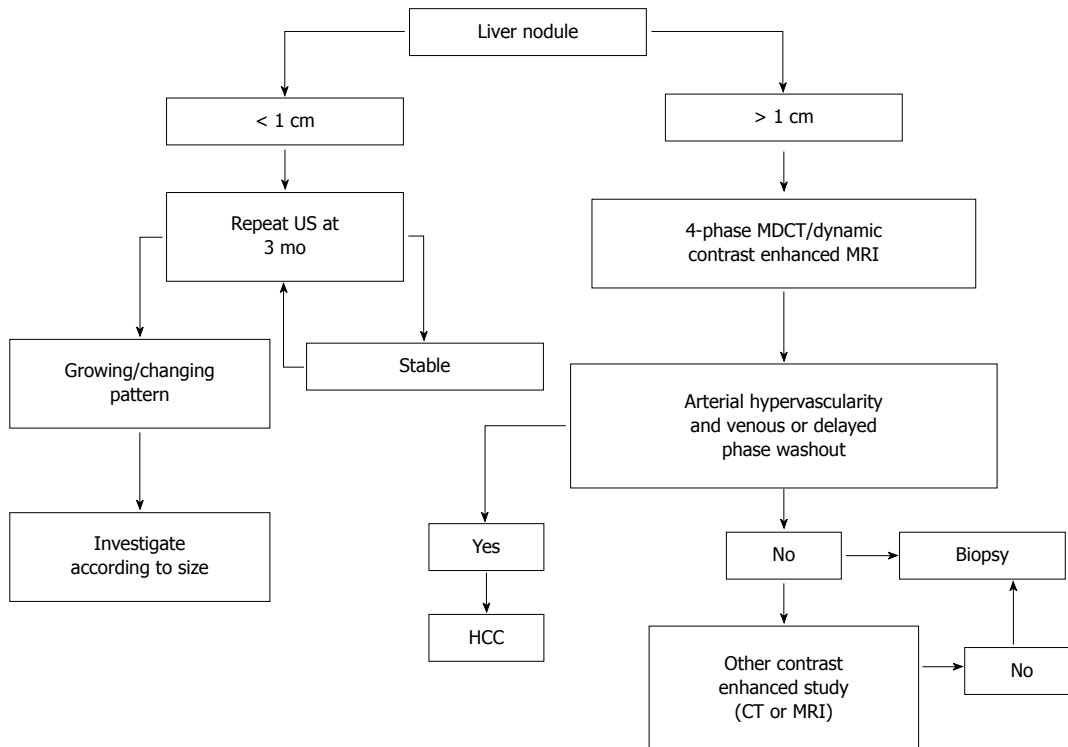 Liver nodule
< 1 cm
> 1 cm
Repeat US at
3 mo
4-phase MDCT/dynamic
contrast enhanced MRI
Growing/changing
pattern
Stable
Arterial hypervascularity
and venous or delayed
phase washout
Investigate
according to size
Yes
No
Biopsy
HCC
Other contrast
enhanced study
(CT or MRI)
No